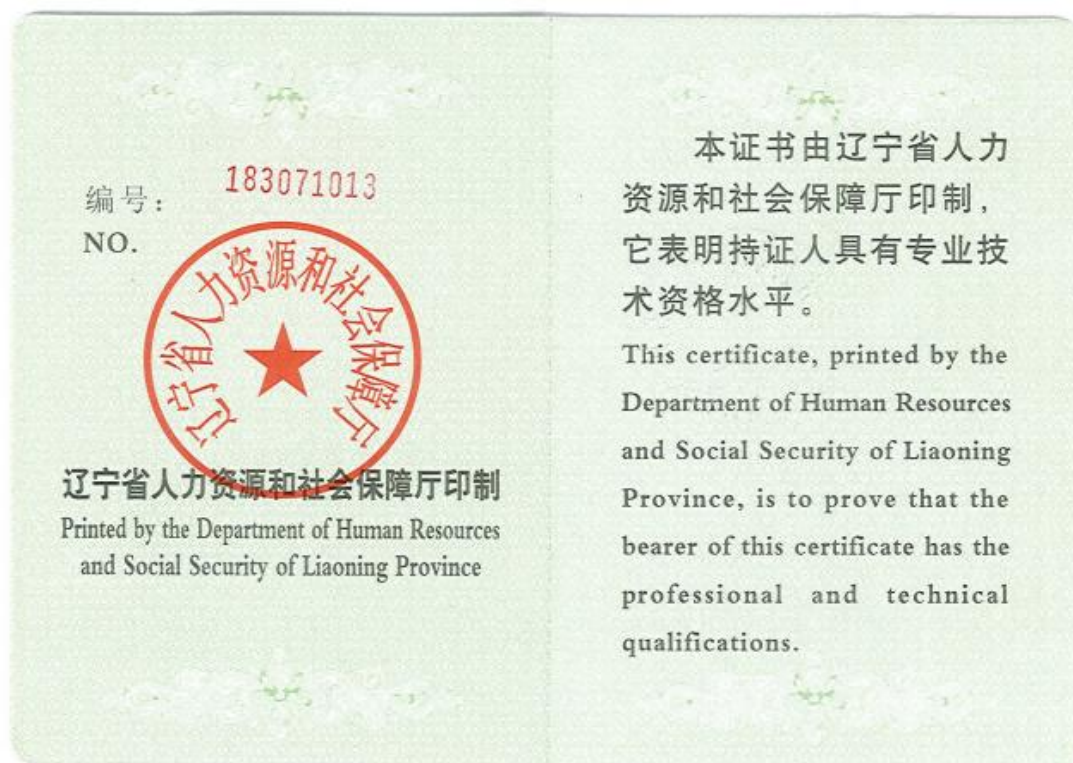 编号：
183071013
NO.
辽宁省人力资源和社会保障厅
辽宁省人力资源和社会保障厅印制
Printed by the Department of Human Resources
and Social Security of Liaoning Province
本证书由辽宁省人力
资源和社会保障厅印制，
它表明持证人具有专业技
术资格水平。
This certificate, printed by the
Department of Human Resources
and Social Security of Liaoning
Province, is to prove that the
bearer of this certificate has the
professional and technical
qualifications.